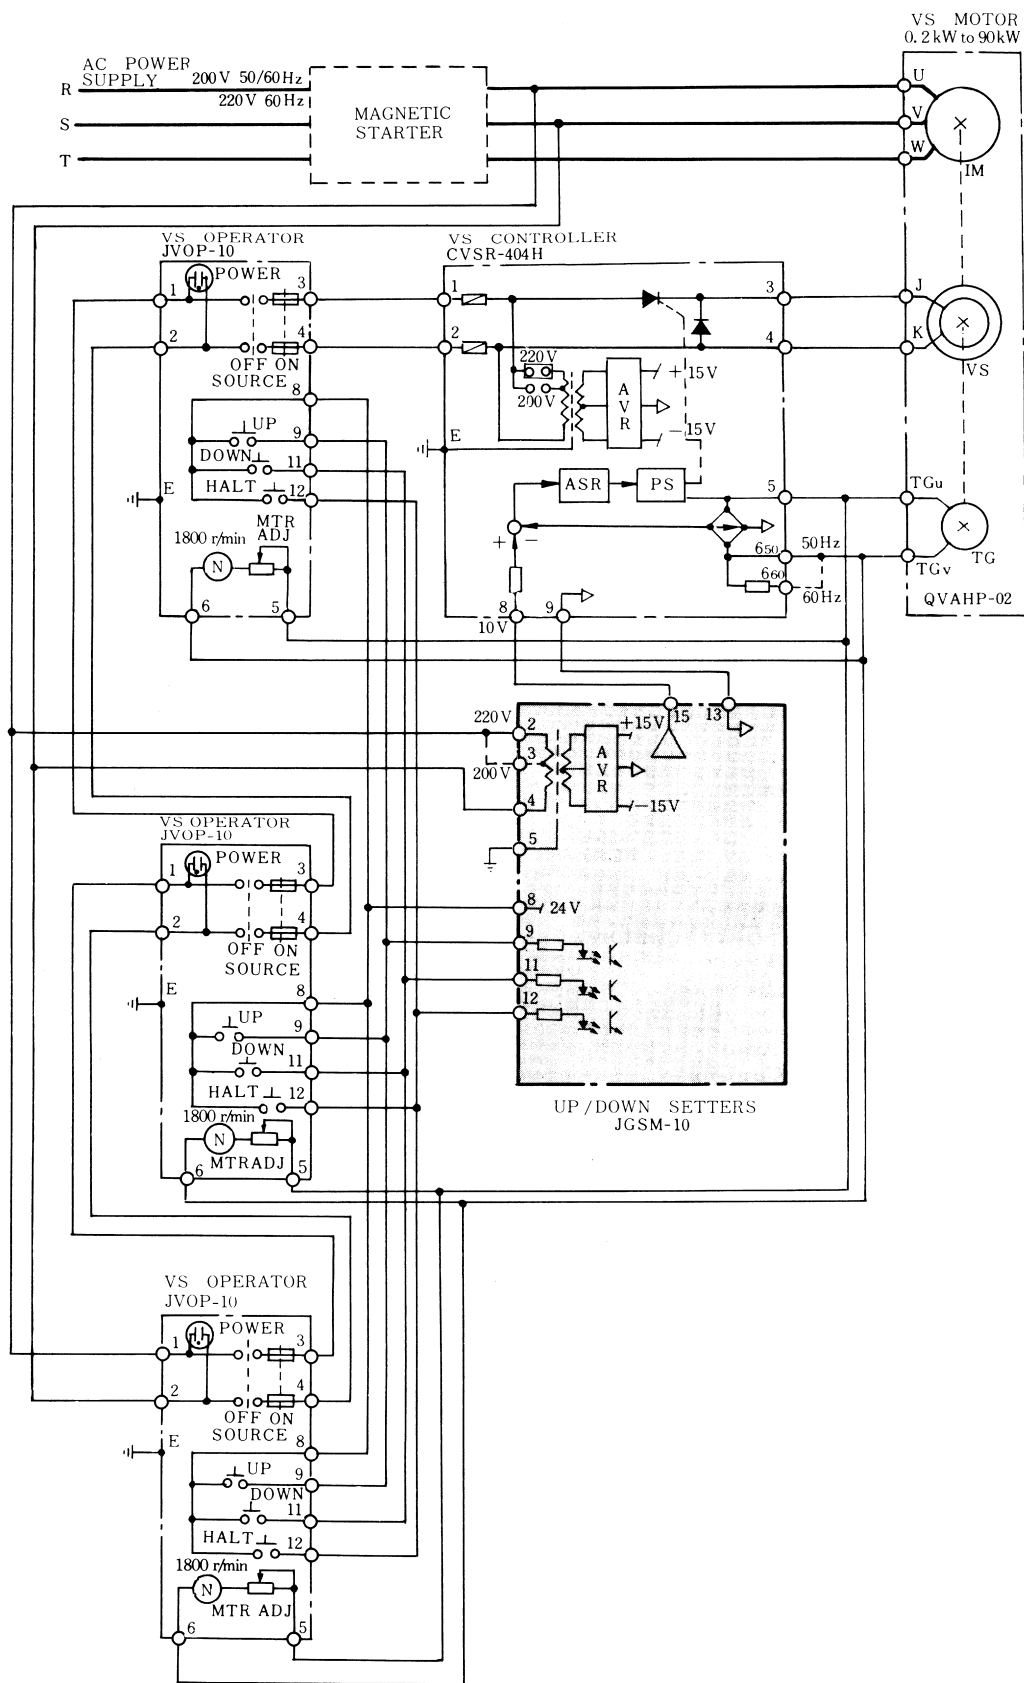 VS MOTOR
0.2kW to 90kW
AC POWER
SUPPLY
200V 50/60Hz
220V 60Hz
R
S
T
MAGNETIC
STARTER
U
V
W
IM
VS OPERATOR
JVOP-10
POWER
1
3
2
4
OFF ON
SOURCE
8
UP
9
DOWN
11
HALT
12
E
MTR
ADJ
1800 r/min
N
6
5
VS CONTROLLER
CVSR-404H
1
3
2
4
220V
200V
A
V
R
+15V
-15V
E
ASR
PS
5
+
-
650
50Hz
660
60Hz
8
9
10V
J
K
VS
TGu
TG
TGv
QVAHP-02
220V
2
3
200V
4
5
A
V
R
+15V
-15V
15
13
8
24V
9
11
12
UP/DOWN SETTERS
JGSM-10
VS OPERATOR
JVOP-10
POWER
1
3
2
4
OFF ON
SOURCE
E
8
UP
9
DOWN
11
HALT
12
1800 r/min
N
MTRADJ
6
5
VS OPERATOR
JVOP-10
POWER
1
3
2
4
OFF ON
SOURCE
E
8
UP
9
DOWN
11
HALT
12
1800 r/min
N
MTR ADJ
6
5